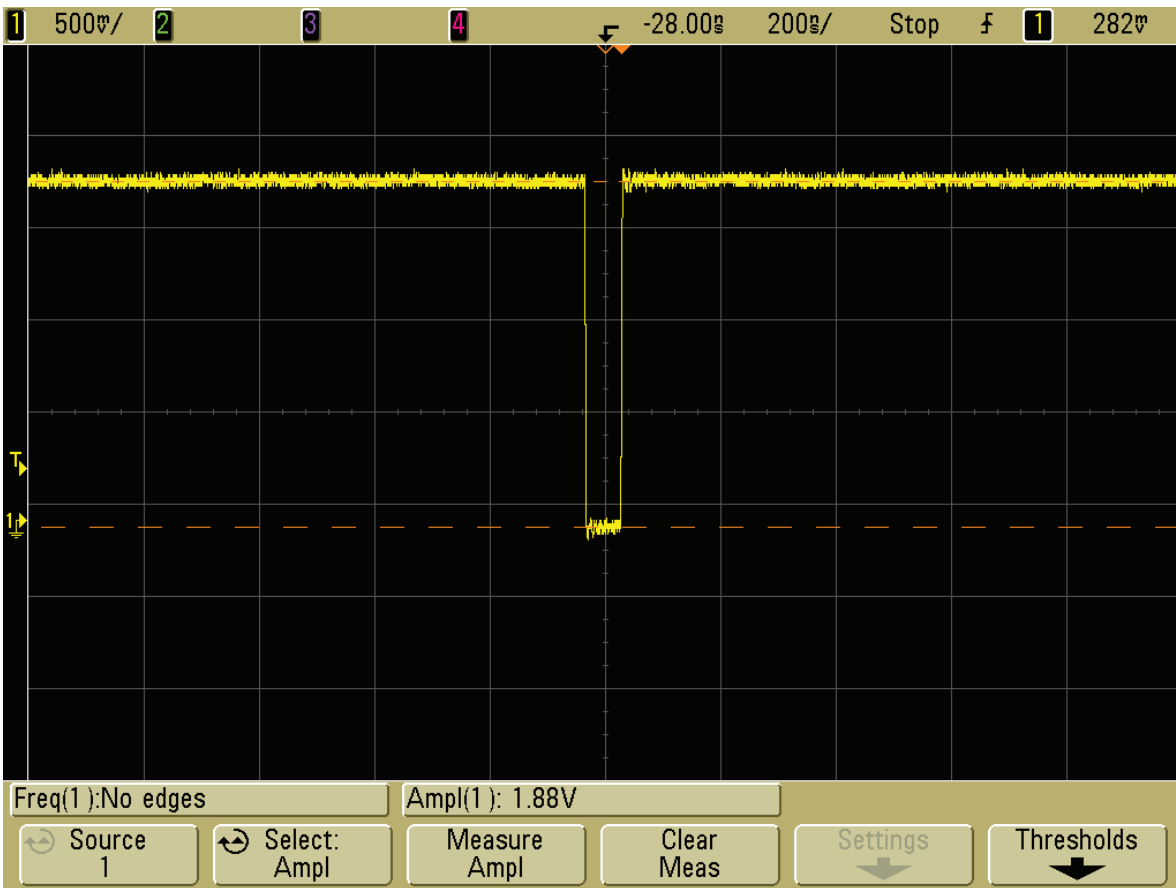 1 500mV/ 2 3 4 -28.00ns 200ns/ Stop 1 282mV
T
1
Freq(1):No edges Ampl(1): 1.88V
Source Select: Measure Clear Settings Thresholds
1 Ampl Ampl Meas